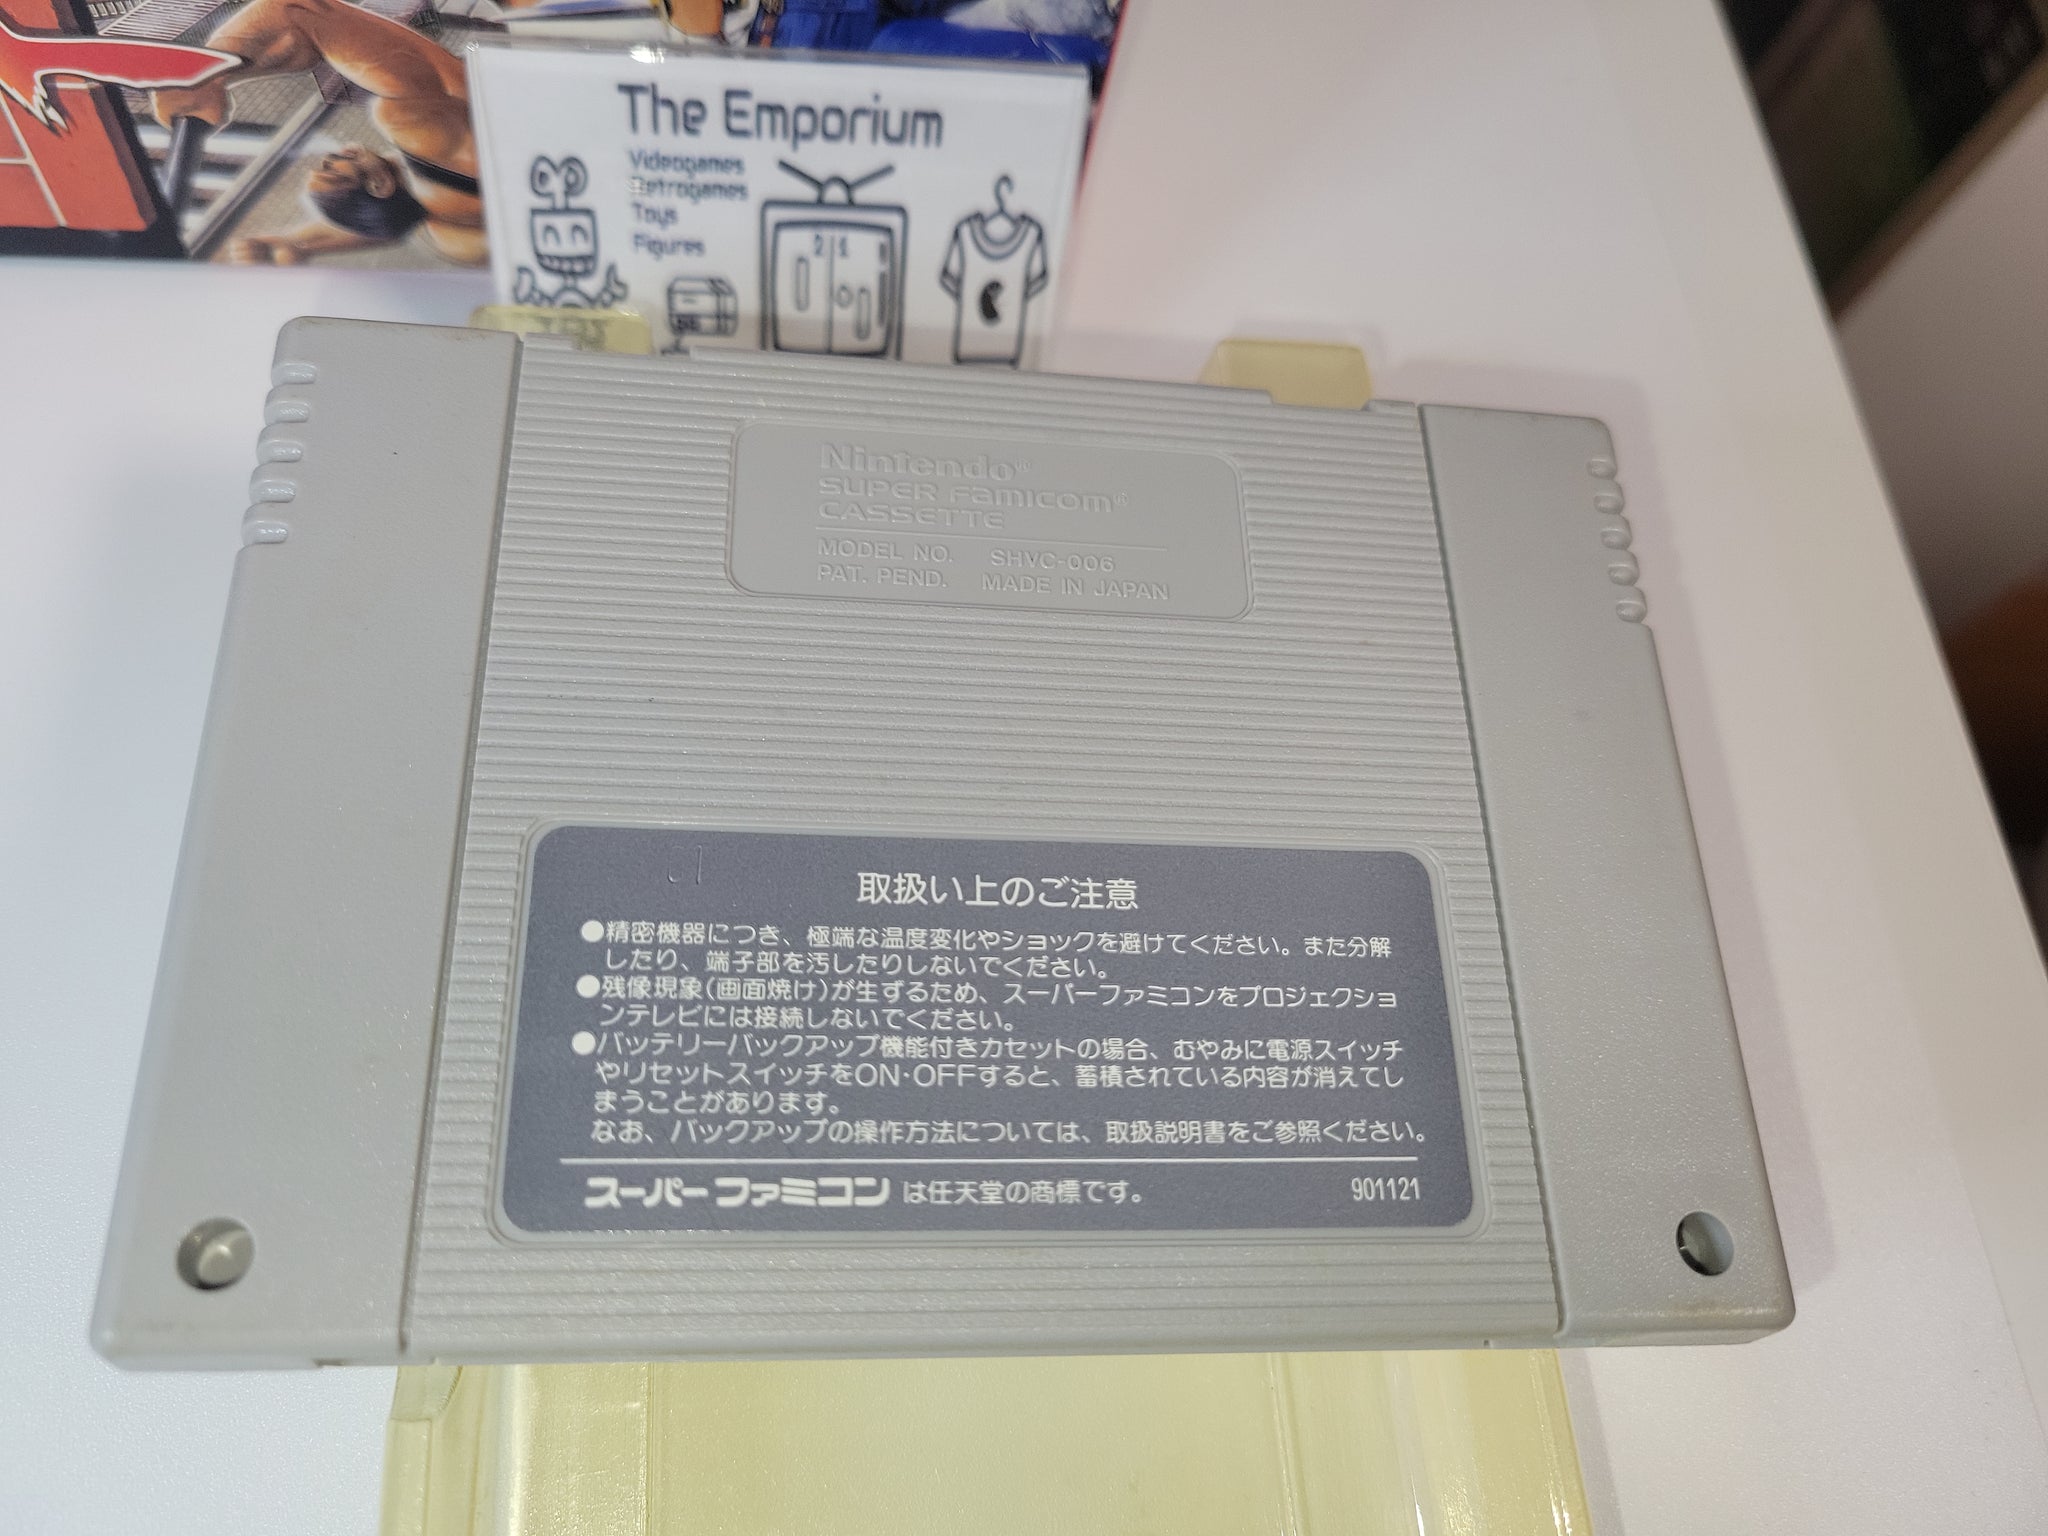 The Emporium
Videogames
Retrogames
Toys
Figures
21
Nintendo®
SUPER FAMICOM®
CASSETTE
MODEL NO. SHVC-006
PAT. PEND. MADE IN JAPAN
01
取扱い上のご注意
●精密機器につき、極端な温度変化やショックを避けてください。また分解
したり、端子部を汚したりしないでください。
●残像現象(画面焼け)が生ずるため、スーパーファミコンをプロジェクショ
ンテレビには接続しないでください。
●バッテリーバックアップ機能付きカセットの場合、むやみに電源スイッチ
やリセットスイッチをON・OFFすると、蓄積されている内容が消えてし
まうことがあります。
なお、バックアップの操作方法については、取扱説明書をご参照ください。
スーパーファミコン は任天堂の商標です。 901121